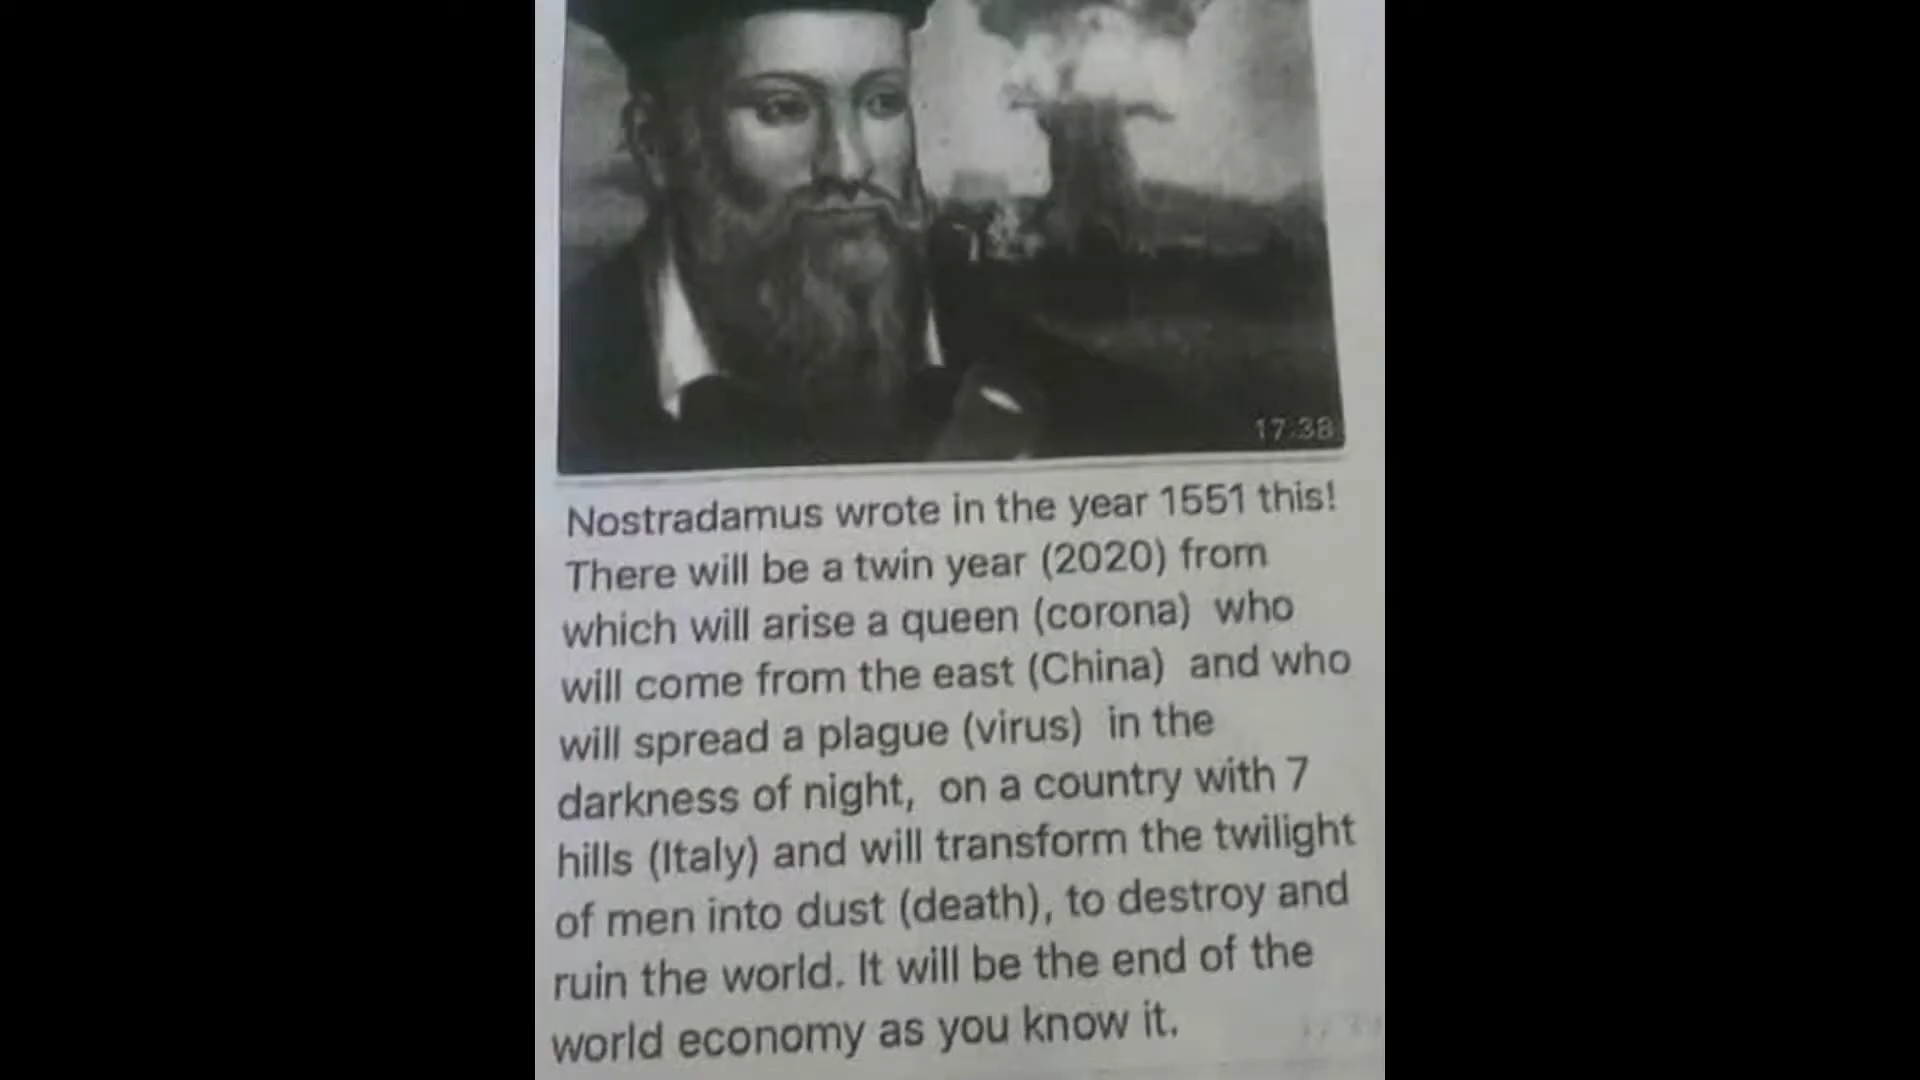 17:38
Nostradamus wrote in the year 1551 this!
There will be a twin year (2020) from
which will arise a queen (corona) who
will come from the east (China) and who
will spread a plague (virus) in the
darkness of night, on a country with 7
hills (Italy) and will transform the twilight
of men into dust (death), to destroy and
ruin the world. It will be the end of the
world economy as you know it.